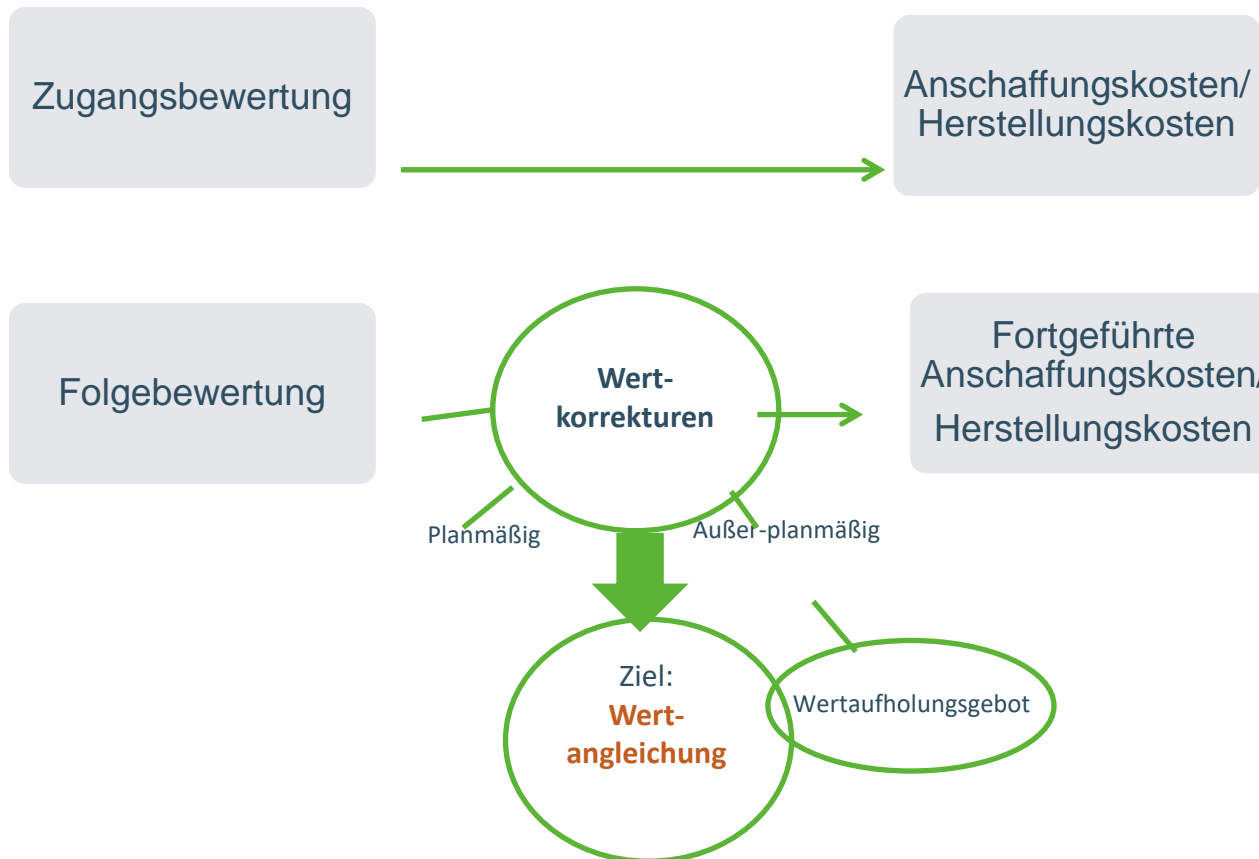 Zugangsbewertung
Anschaffungskosten/
Herstellungskosten
Folgebewertung
Wert-
korrekturen
Fortgeführte
Anschaffungskosten/
Herstellungskosten
Planmäßig
Außer-planmäßig
Ziel:
Wert-
angleichung
Wertaufholungsgebot